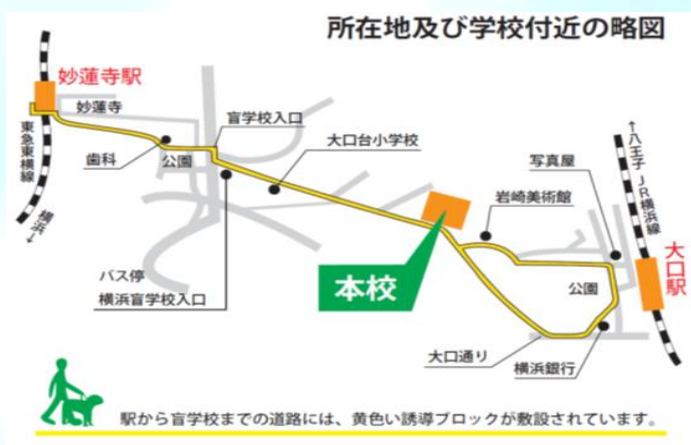 所在地及び学校付近の略図
妙蓮寺駅
妙蓮寺
東急東横線
横浜↓
歯科
公園
盲学校入口
大口台小学校
バス停
横浜盲学校入口
本校
岩崎美術館
写真屋
←八王子 JR横浜線
大口駅
公園
大口通り
横浜銀行
駅から盲学校までの道路には、黄色い誘導ブロックが敷設されています。